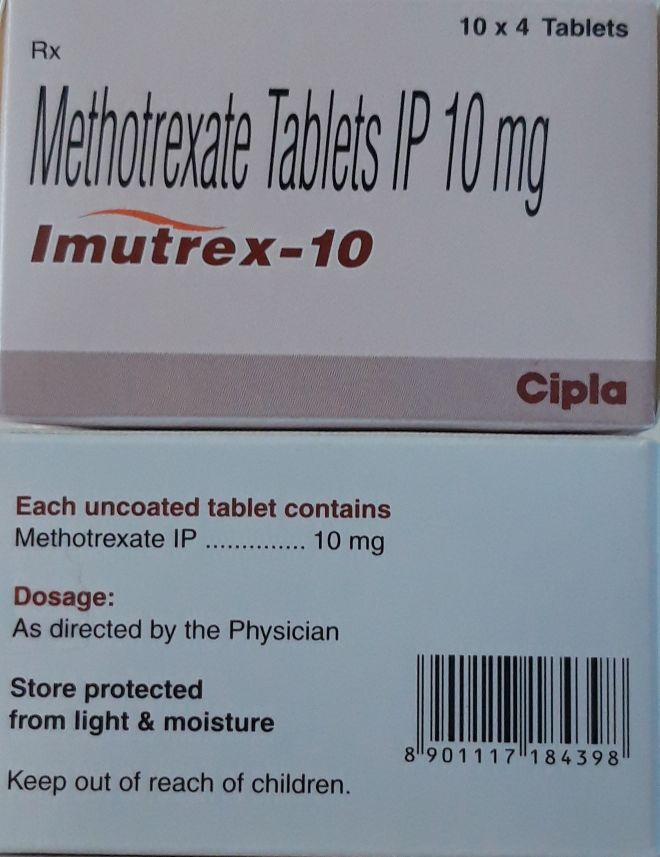 10 x 4 Tablets
Rx
Methotrexate Tablets IP 10 mg
Imutrex-10
Cipla
Each uncoated tablet contains
Methotrexate IP .............. 10 mg
Dosage:
As directed by the Physician
Store protected
from light & moisture
8 901117 184398
Keep out of reach of children.